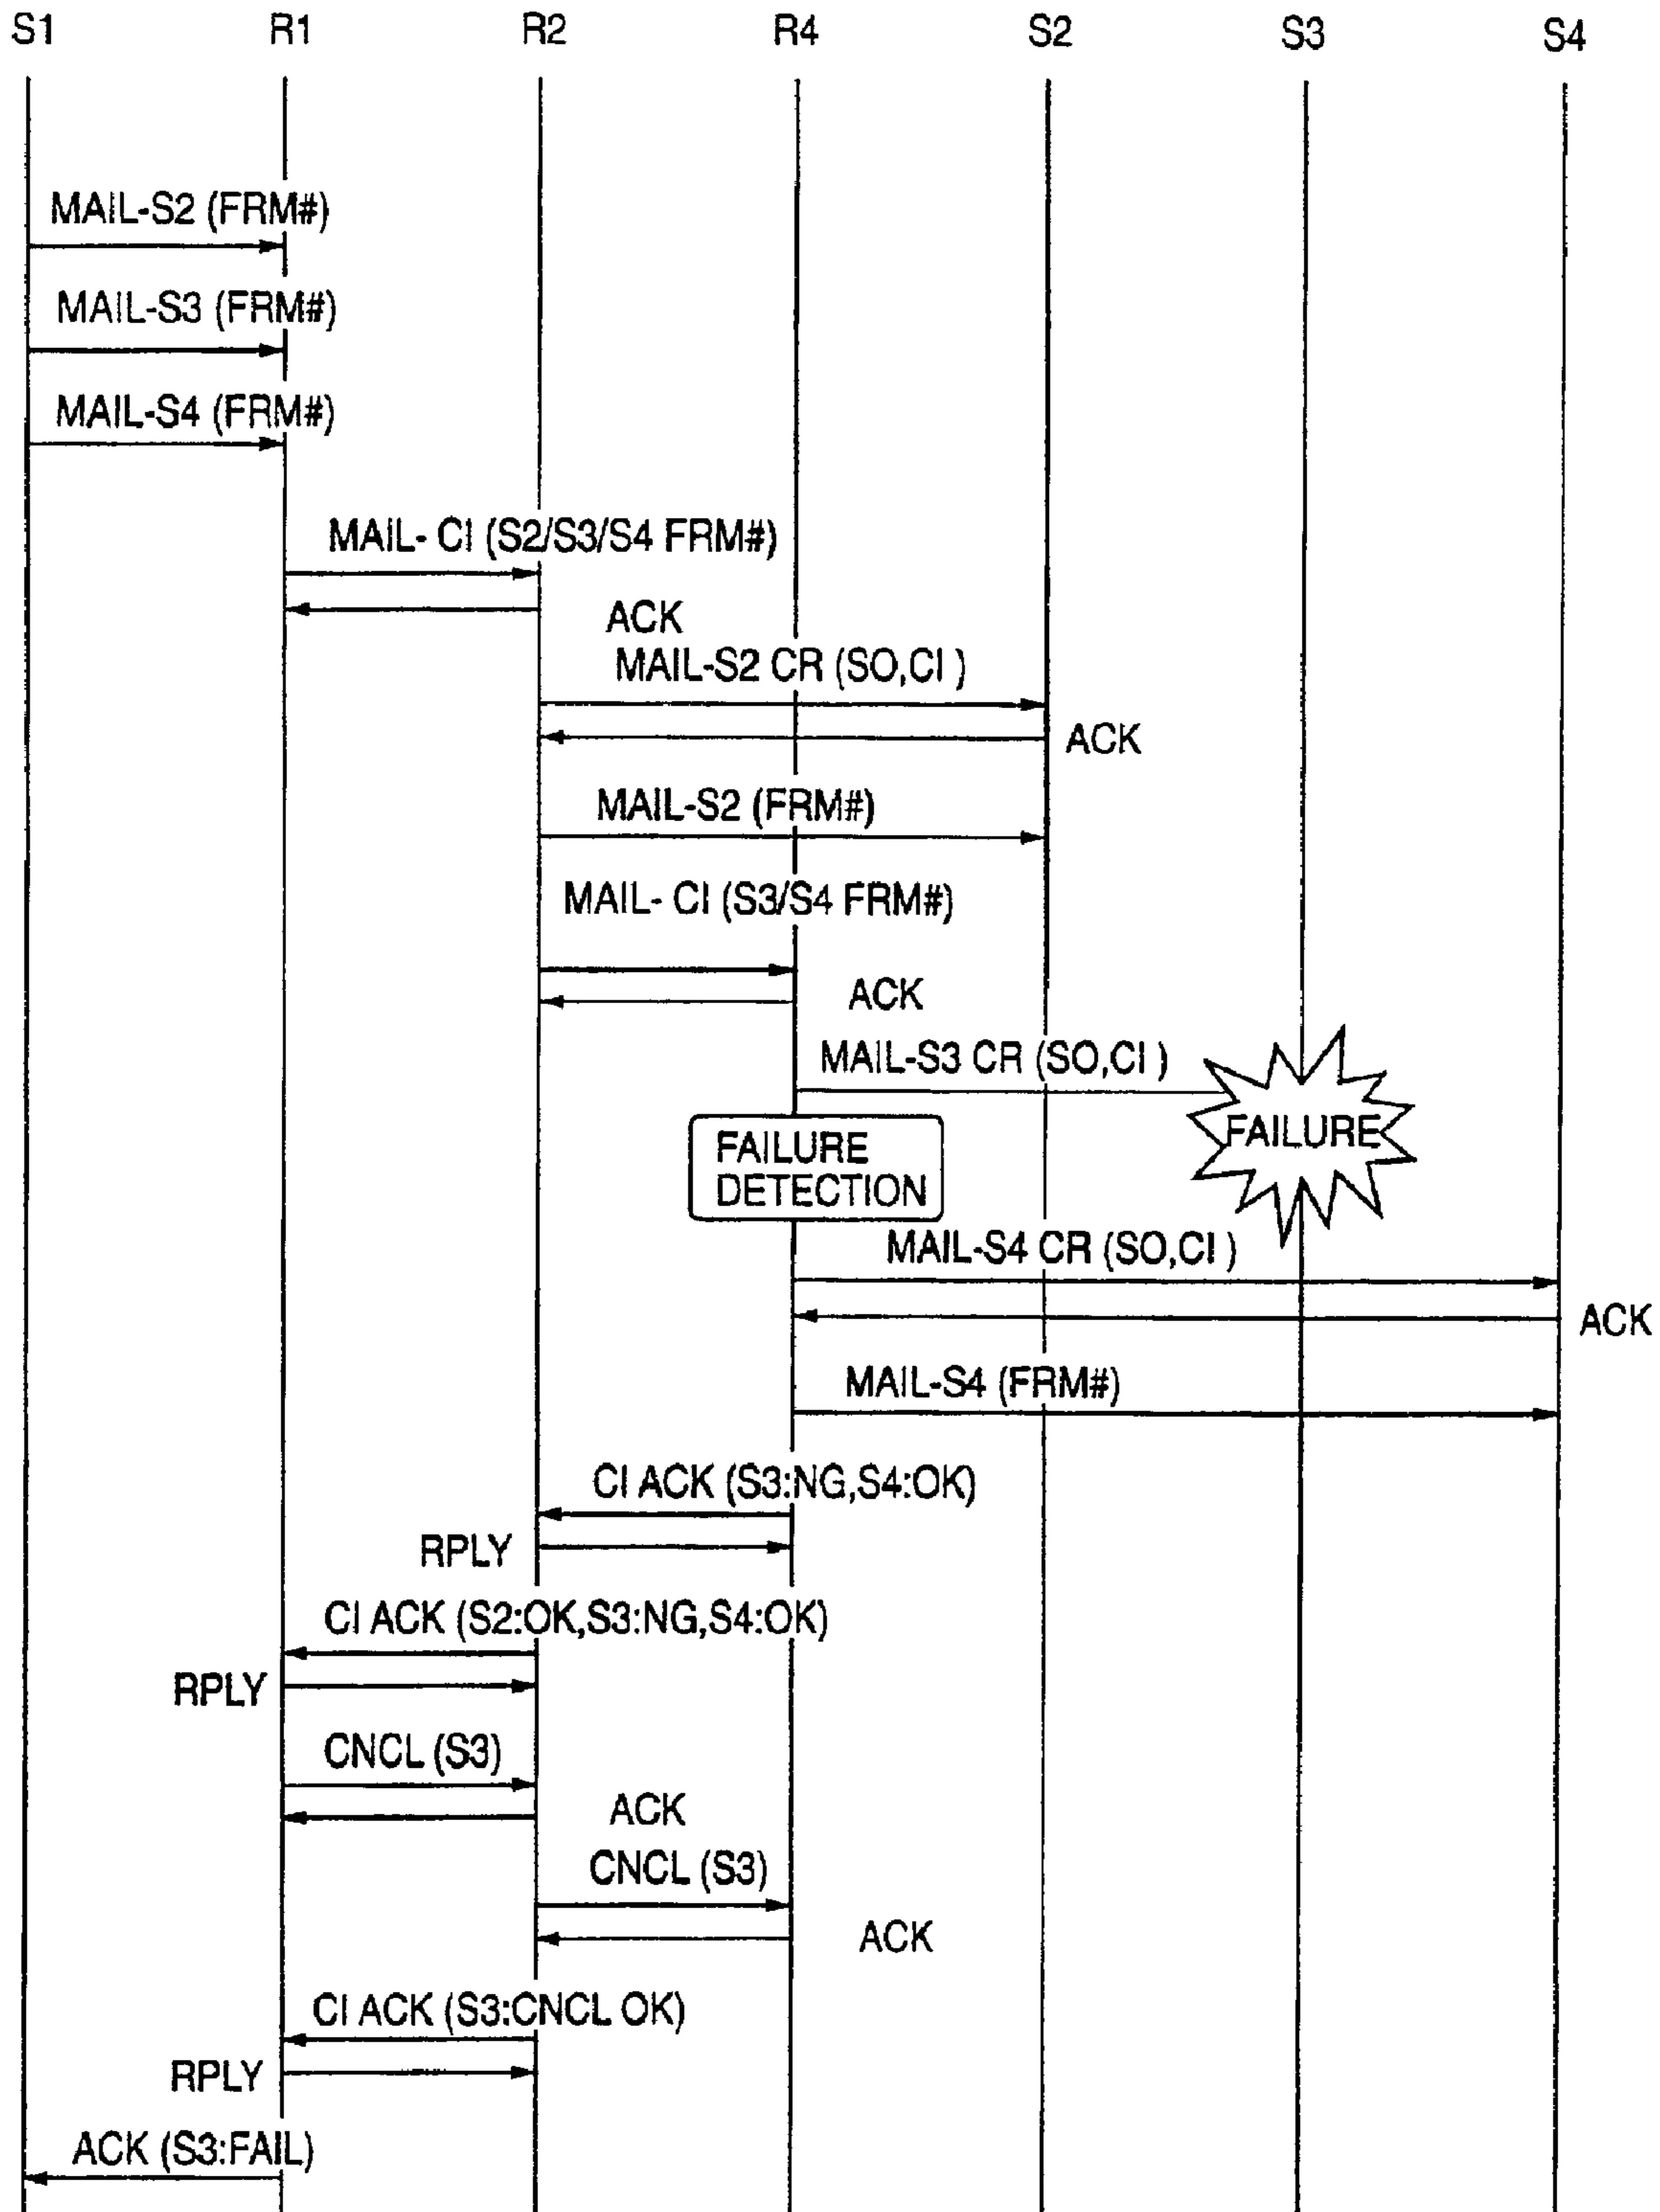 S1 R1 R2 R4 S2 S3 S4
MAIL-S2 (FRM#)
MAIL-S3 (FRM#)
MAIL-S4 (FRM#)
MAIL- CI (S2/S3/S4 FRM#)
ACK
MAIL-S2 CR (SO,CI )
ACK
MAIL-S2 (FRM#)
MAIL- CI (S3/S4 FRM#)
ACK
MAIL-S3 CR (SO,CI )
FAILURE
FAILURE
DETECTION
MAIL-S4 CR (SO,CI )
ACK
MAIL-S4 (FRM#)
CI ACK (S3:NG,S4:OK)
RPLY
CI ACK (S2:OK,S3:NG,S4:OK)
RPLY
CNCL (S3)
ACK
CNCL (S3)
ACK
CI ACK (S3:CNCL OK)
RPLY
ACK (S3:FAIL)